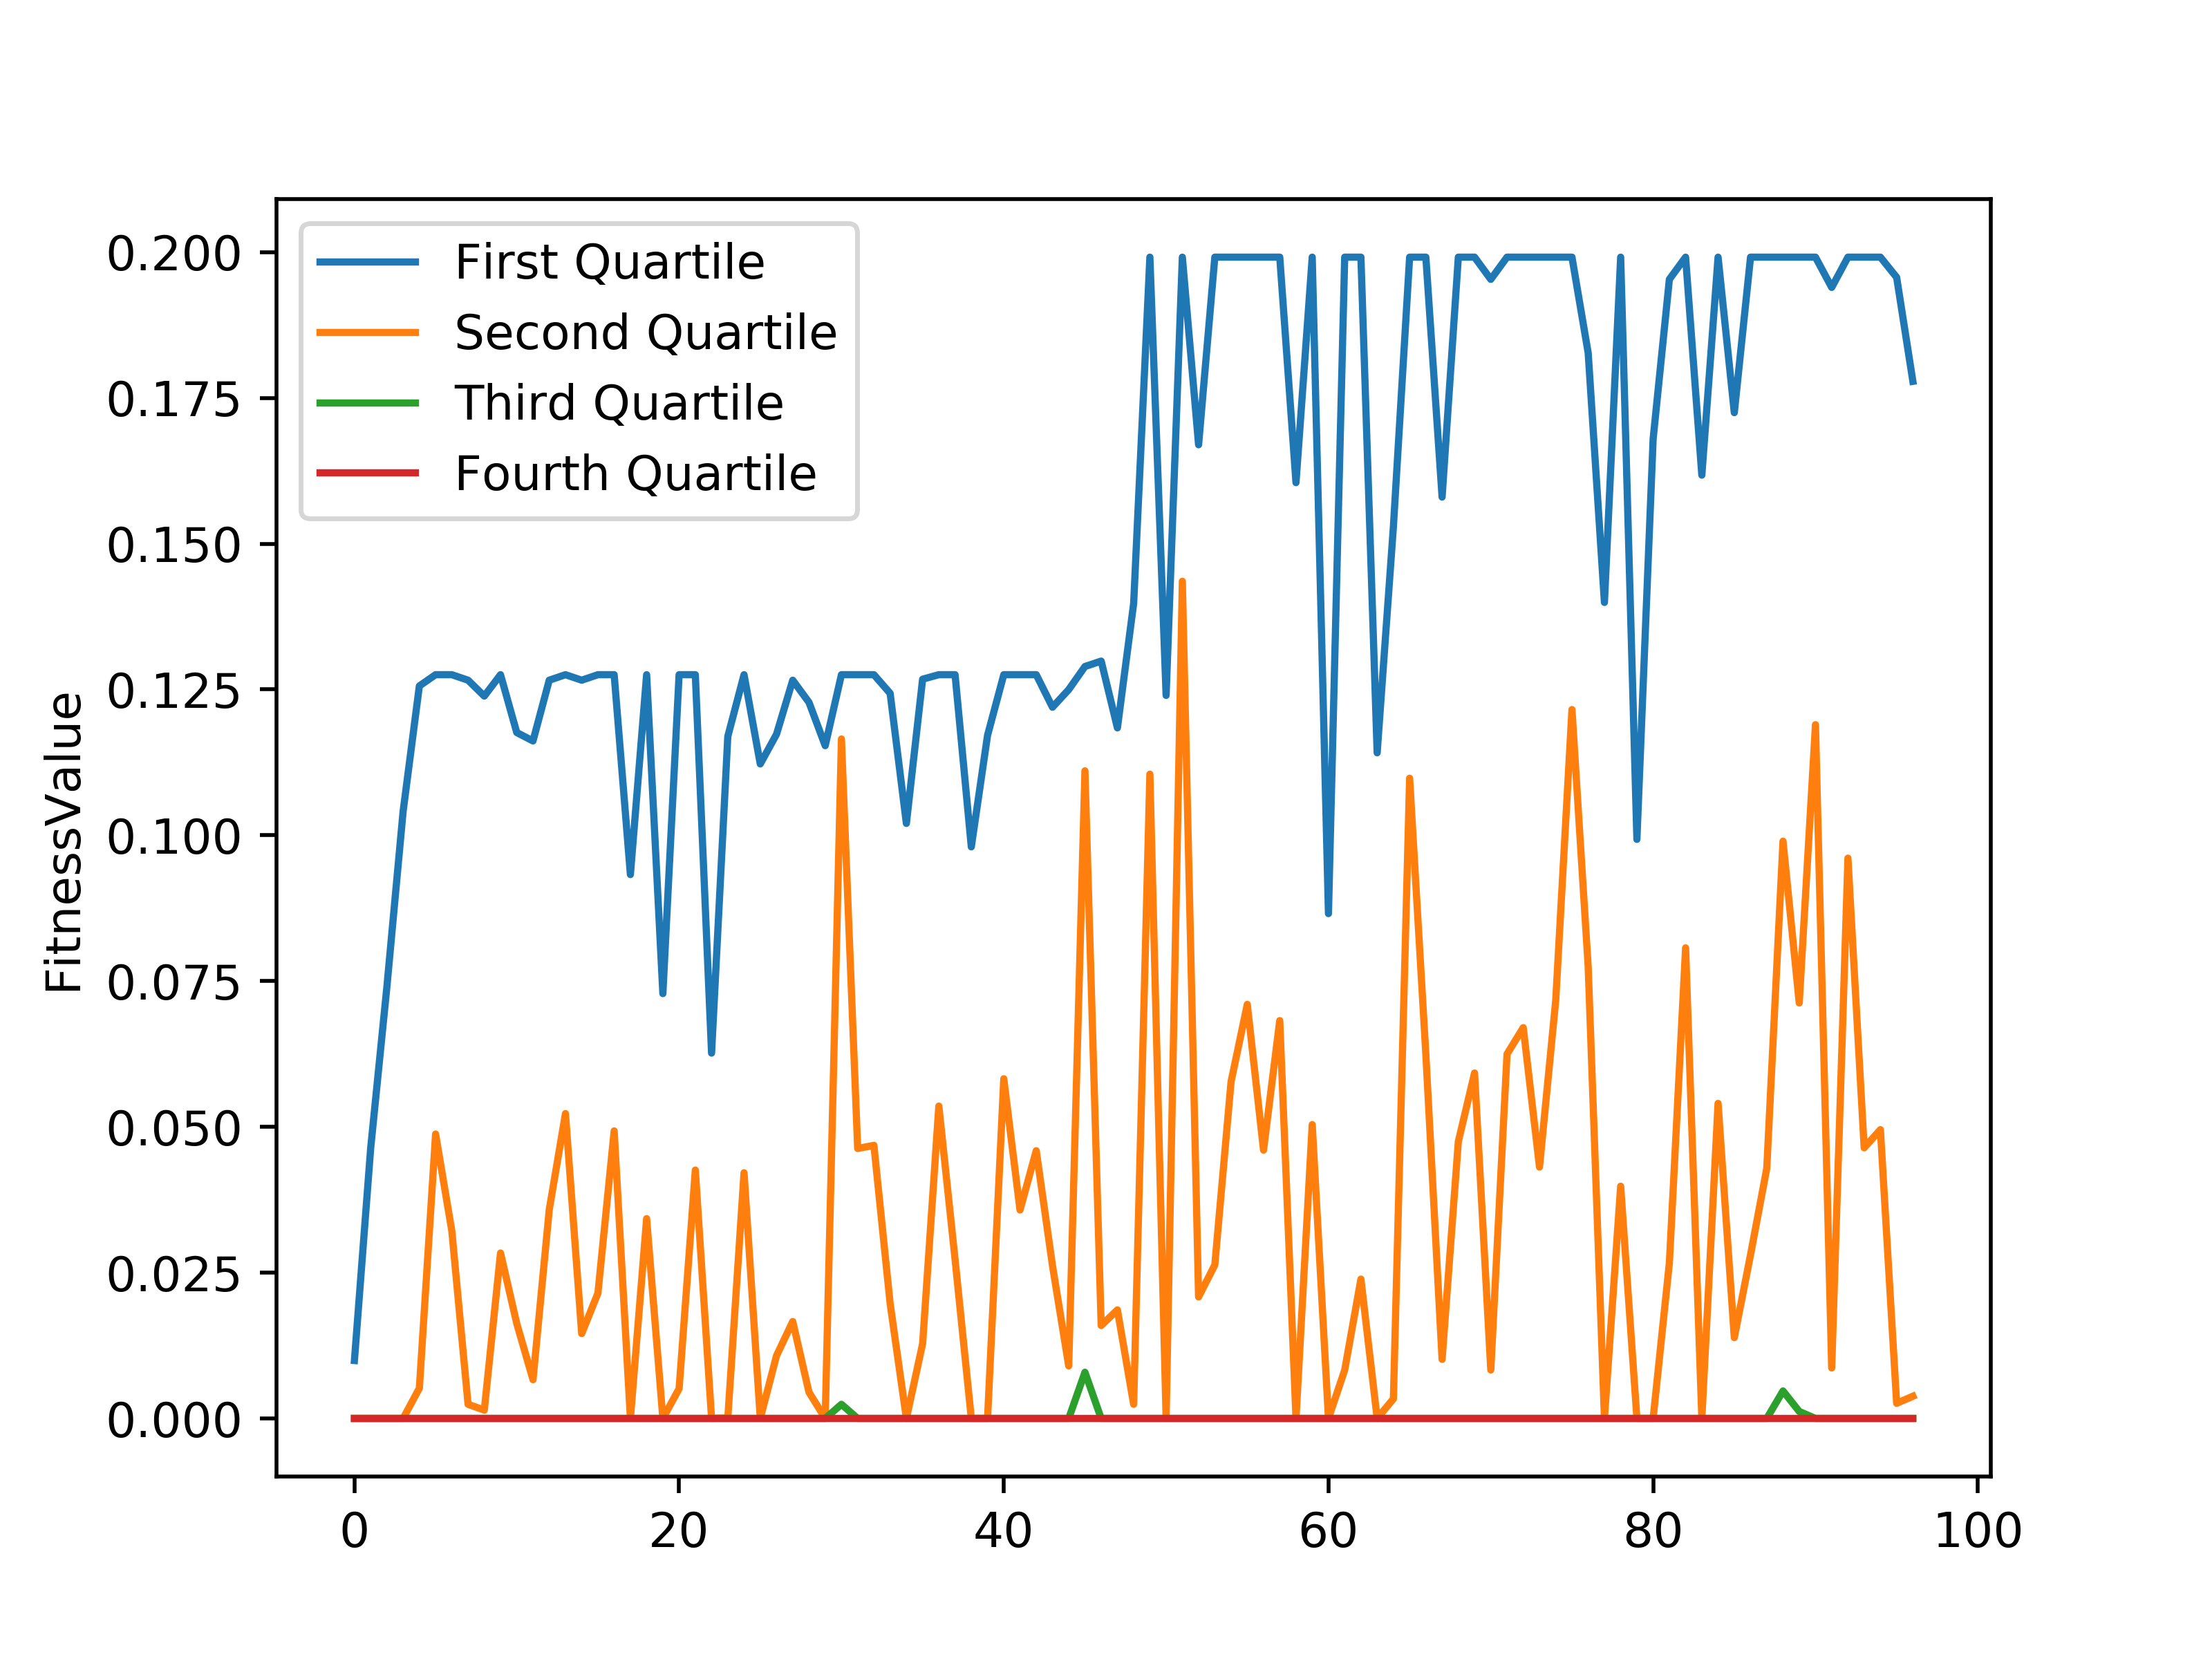 0.200
0.175
0.150
0.125
0.100
0.075
0.050
0.025
0.000
FitnessValue
First Quartile
Second Quartile
Third Quartile
Fourth Quartile
0 20 40 60 80 100